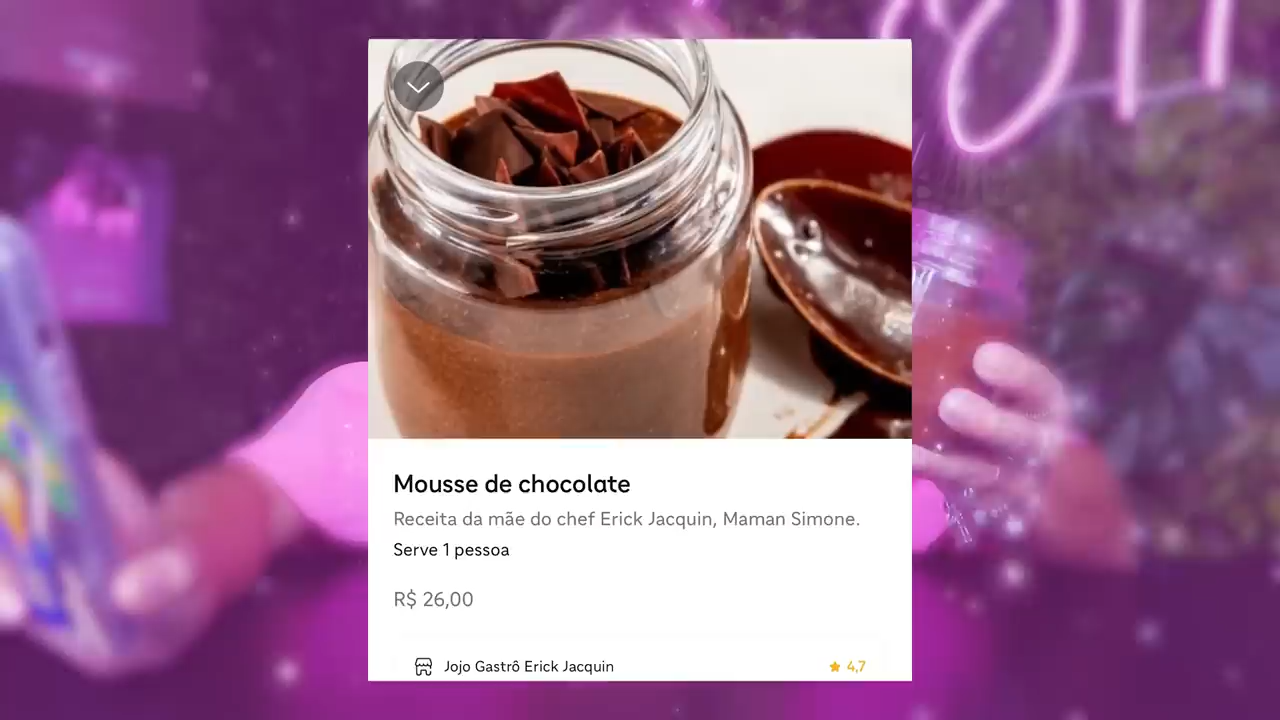 Mousse de chocolate
Receita da mãe do chef Erick Jacquin, Maman Simone.
Serve 1 pessoa
R$ 26,00
Jojo Gastrô Erick Jacquin
4,7